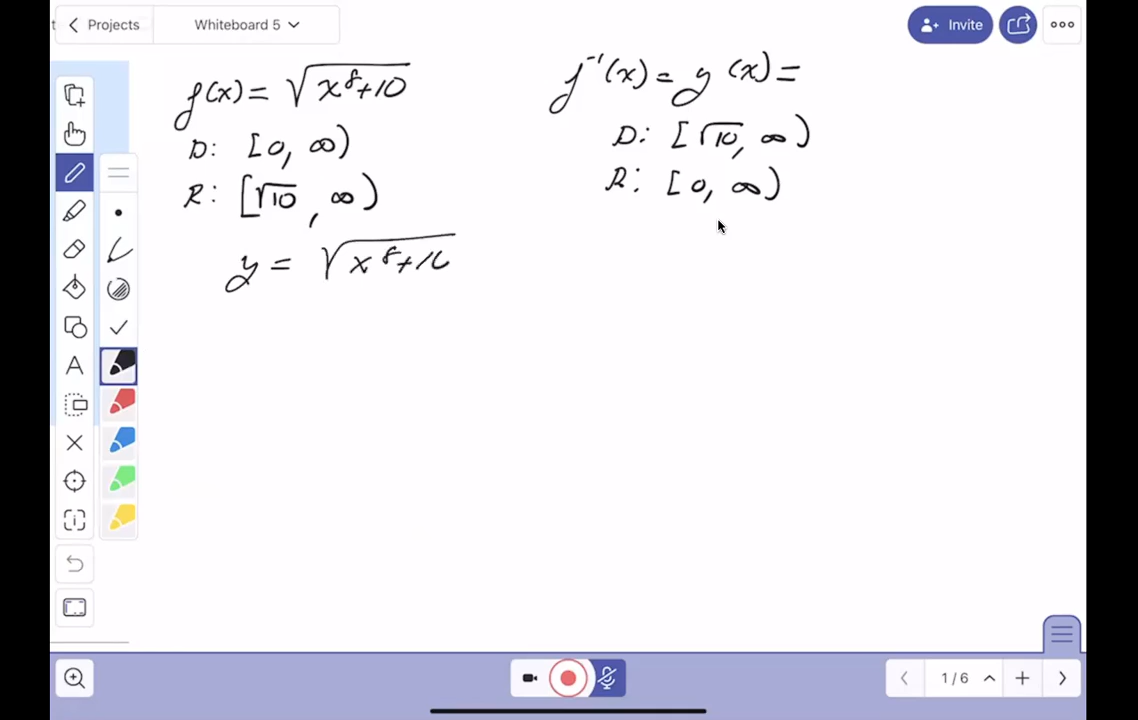 Projects
Whiteboard 5
Invite
f(x) = √(x⁸+10)
D: [0, ∞)
R: [√10, ∞)
y = √(x⁸+10
f⁻¹(x) = g(x) =
D: [√10, ∞)
R: [0, ∞)
A
1/6